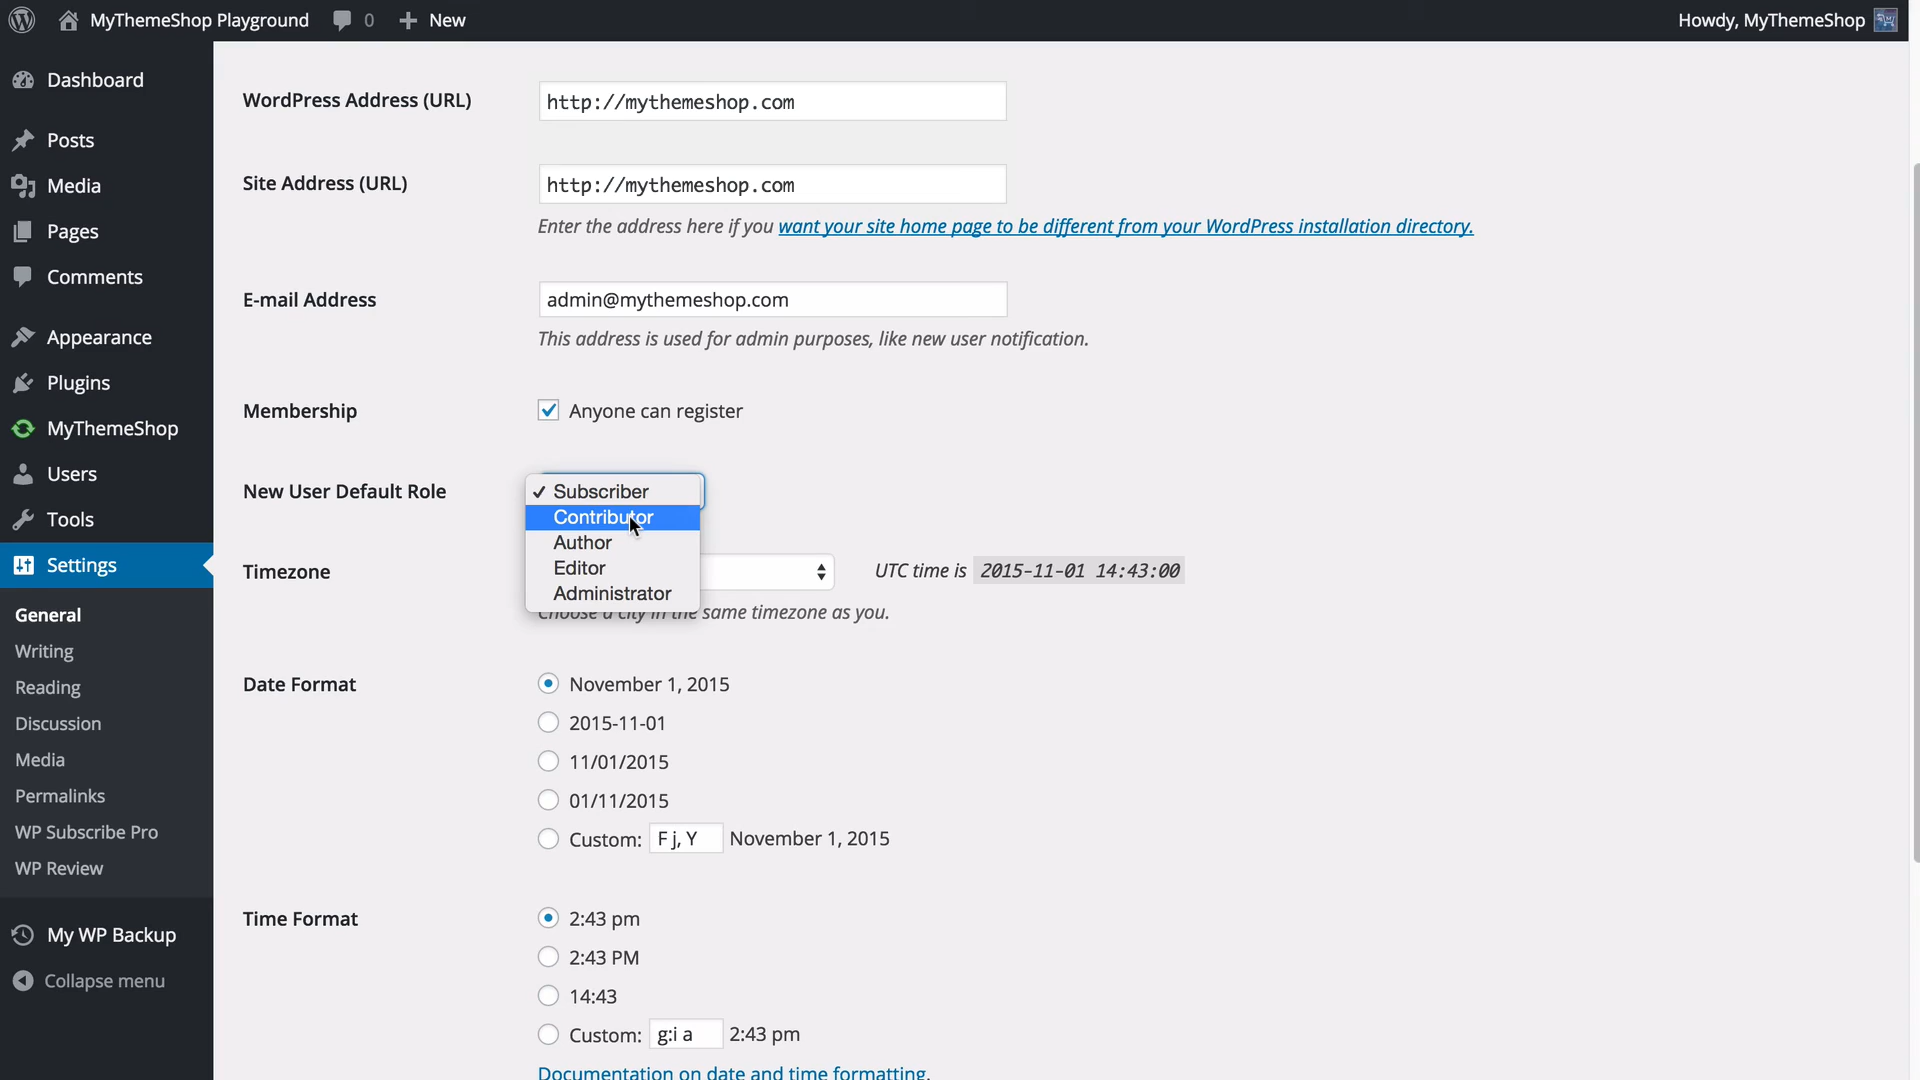 MyThemeShop Playground 0 New Howdy, MyThemeShop
Dashboard
Posts
Media
Pages
Comments
Appearance
Plugins
MyThemeShop
Users
Tools
Settings
General
Writing
Reading
Discussion
Media
Permalinks
WP Subscribe Pro
WP Review
My WP Backup
Collapse menu
WordPress Address (URL) http://mythemeshop.com
Site Address (URL) http://mythemeshop.com
Enter the address here if you want your site home page to be different from your WordPress installation directory.
E-mail Address admin@mythemeshop.com
This address is used for admin purposes, like new user notification.
Membership Anyone can register
New User Default Role Subscriber
Contributor
Author
Editor
Administrator
Timezone UTC time is 2015-11-01 14:43:00
Choose a city in the same timezone as you.
Date Format November 1, 2015
2015-11-01
11/01/2015
01/11/2015
Custom: F j, Y November 1, 2015
Time Format 2:43 pm
2:43 PM
14:43
Custom: g:i a 2:43 pm
Documentation on date and time formatting.